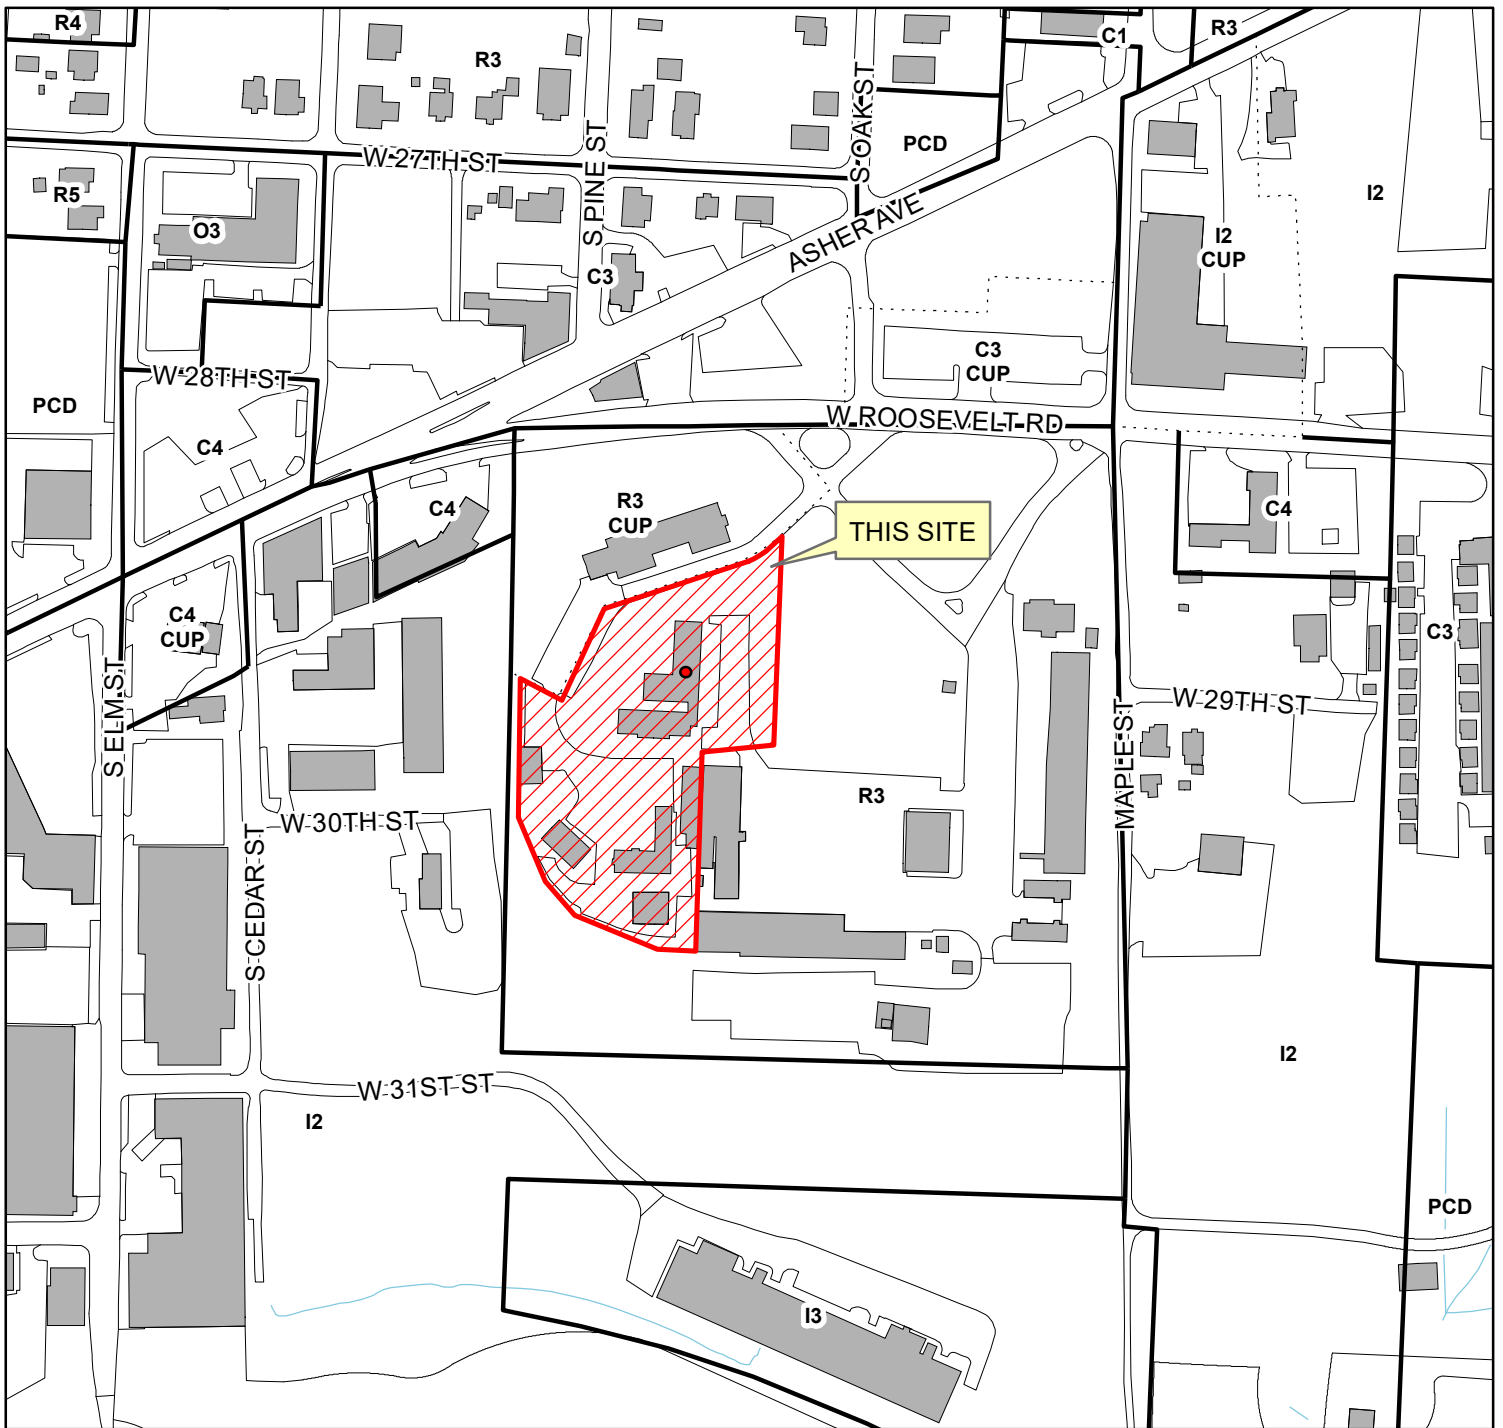 R4
R3
C1
R3
S OAK ST
PCD
W 27TH ST
S PINE ST
R5
O3
I2
I2
CUP
ASHER AVE
C3
C3
CUP
W 28TH ST
PCD
W ROOSEVELT RD
C4
R3
CUP
C4
C4
THIS SITE
C4
CUP
C3
S ELM ST
W 29TH ST
MAPLE ST
R3
W 30TH ST
S CEDAR ST
I2
W 31ST ST
I2
PCD
I3